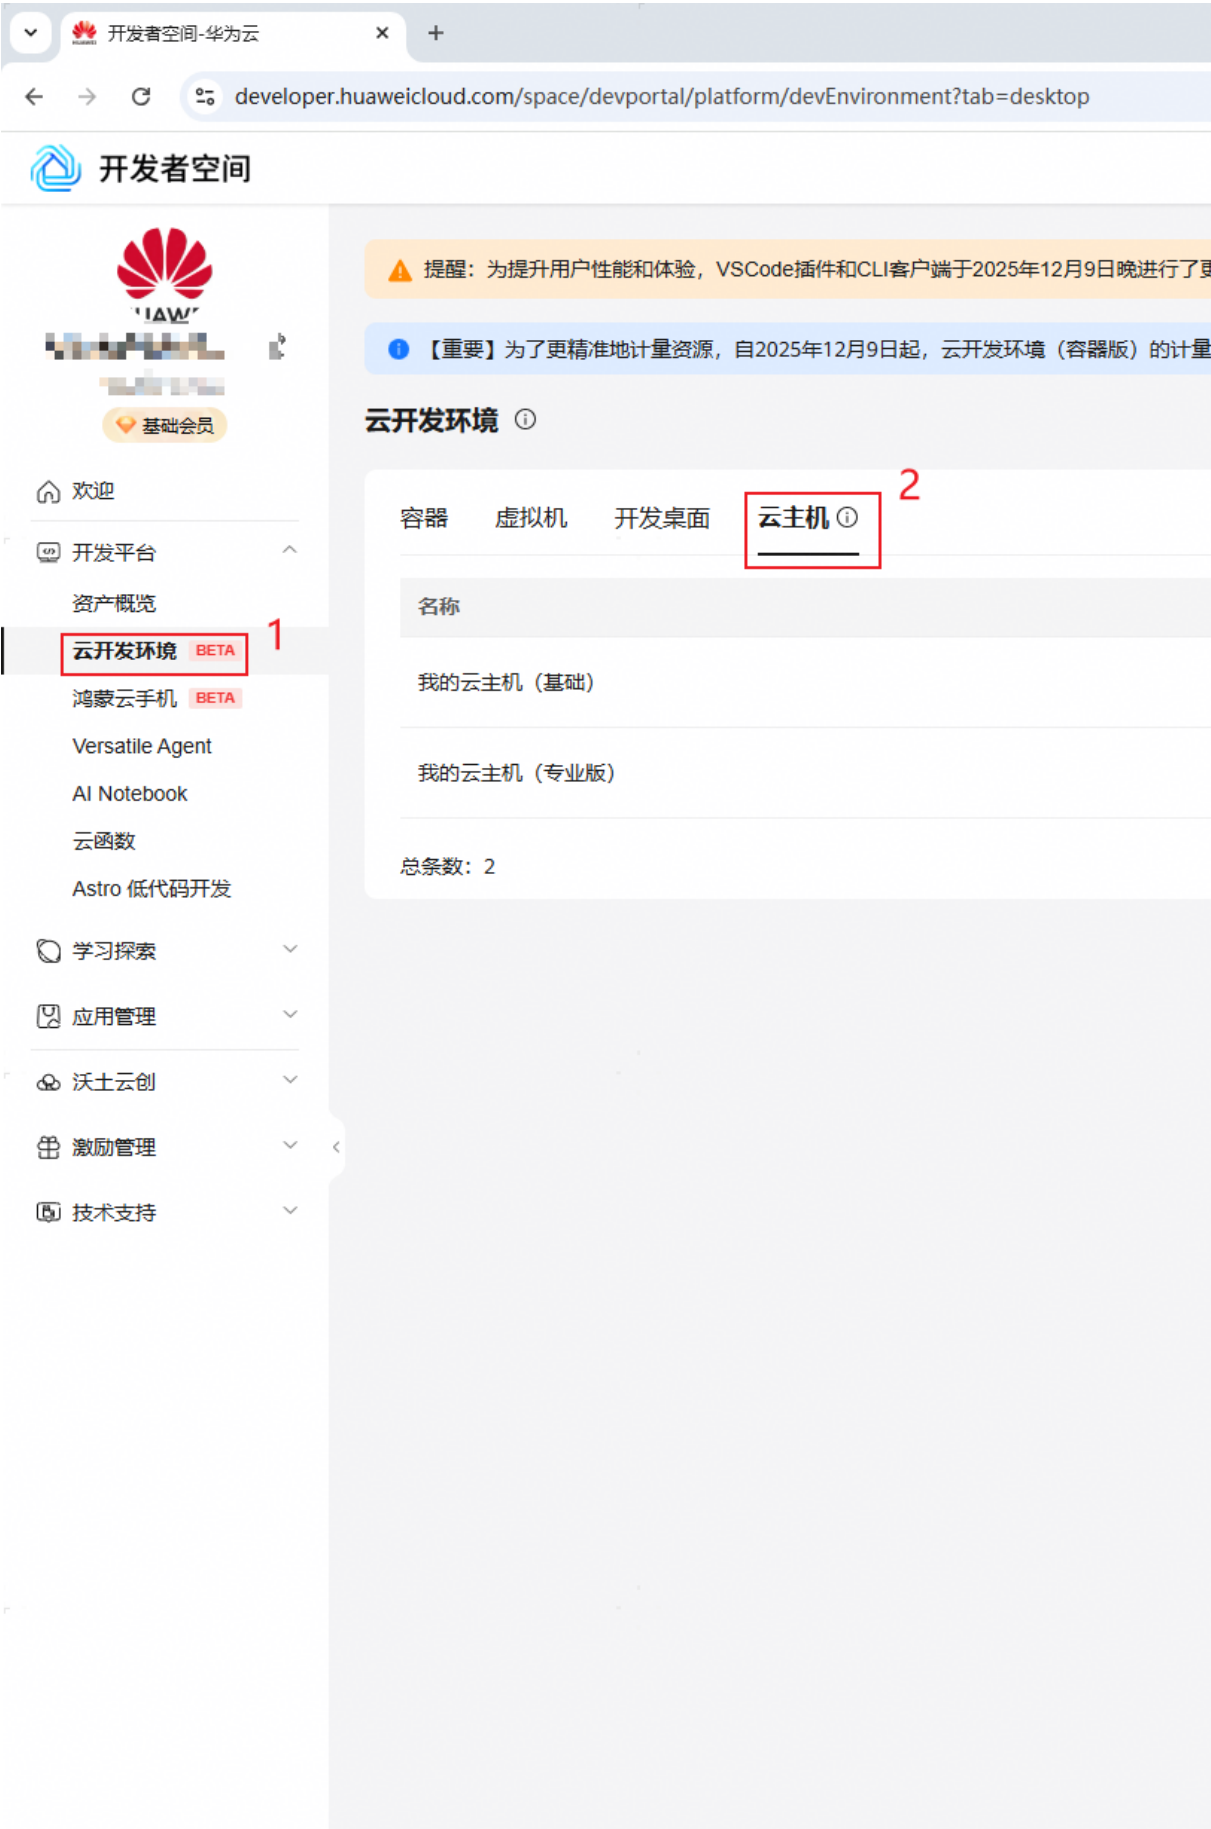 开发者空间-华为云
developer.huaweicloud.com/space/devportal/platform/devEnvironment?tab=desktop
开发者空间
基础会员
欢迎
开发平台
资产概览
云开发环境 BETA
1
鸿蒙云手机 BETA
Versatile Agent
AI Notebook
云函数
Astro 低代码开发
学习探索
应用管理
沃土云创
激励管理
技术支持
提醒：为提升用户性能和体验，VSCode插件和CLI客户端于2025年12月9日晚进行了
【重要】为了更精准地计量资源，自2025年12月9日起，云开发环境（容器版）的计量
云开发环境
容器 虚拟机 开发桌面 云主机
2
名称
我的云主机（基础）
我的云主机（专业版）
总条数：2